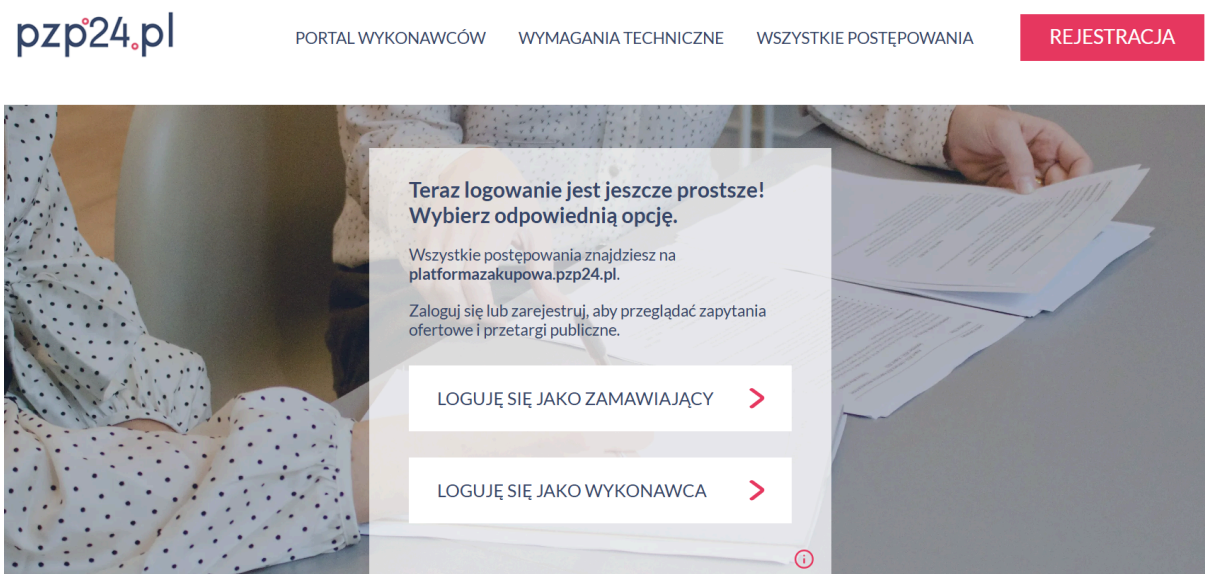 pzp24.pl
PORTAL WYKONAWCÓW
WYMAGANIA TECHNICZNE
WSZYSTKIE POSTĘPOWANIA
REJESTRACJA
Teraz logowanie jest jeszcze prostsze!
Wybierz odpowiednią opcję.
Wszystkie postępowania znajdziesz na
platformazakupowa.pzp24.pl.
Zaloguj się lub zarejestruj, aby przeglądać zapytania
ofertowe i przetargi publiczne.
LOGUJĘ SIĘ JAKO ZAMAWIAJĄCY
LOGUJĘ SIĘ JAKO WYKONAWCA